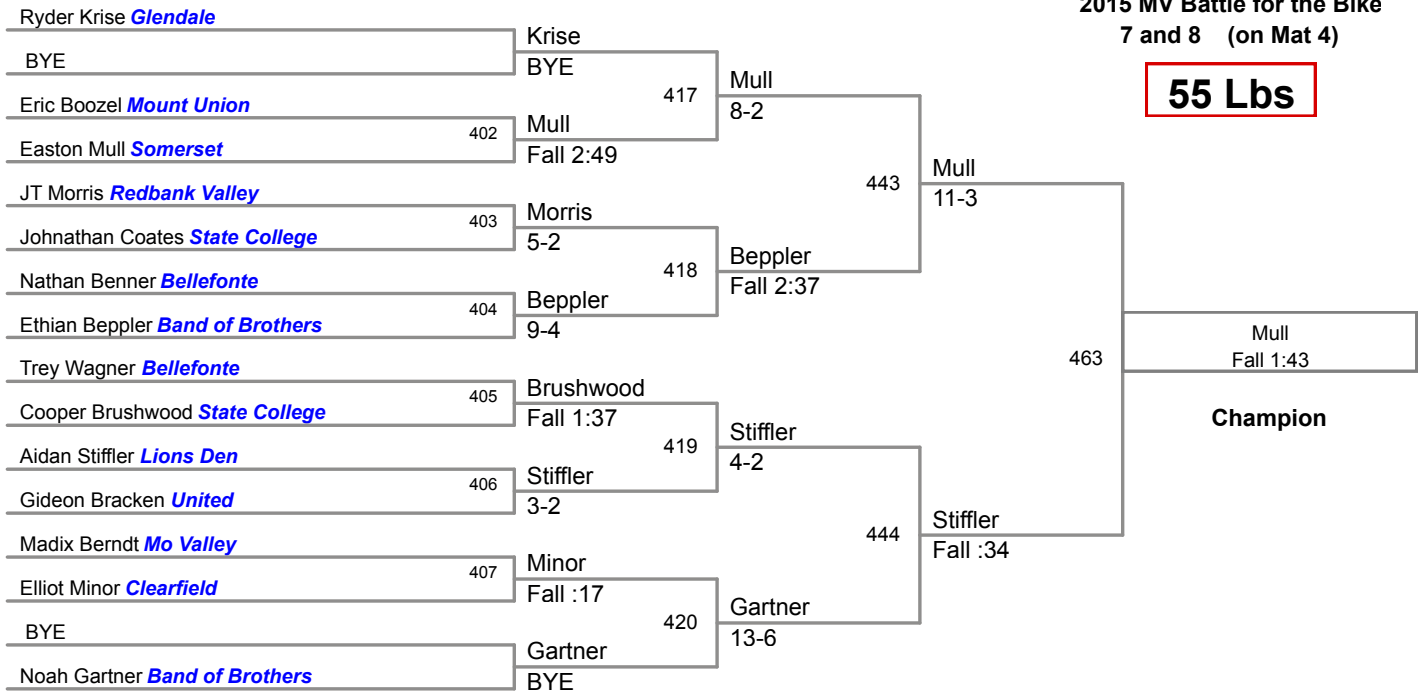 2015 MV Battle for the Bike
7 and 8 (on Mat 4)
55 Lbs
Ryder Krise Glendale
BYE
Eric Boozel Mount Union
Easton Mull Somerset
JT Morris Redbank Valley
Johnathan Coates State College
Nathan Benner Bellefonte
Ethian Beppler Band of Brothers
Trey Wagner Bellefonte
Cooper Brushwood State College
Aidan Stiffler Lions Den
Gideon Bracken United
Madix Berndt Mo Valley
Elliot Minor Clearfield
BYE
Noah Gartner Band of Brothers
402
403
404
405
406
407
Krise
BYE
Mull
Fall 2:49
Morris
5-2
Beppler
9-4
Brushwood
Fall 1:37
Stiffler
3-2
Minor
Fall :17
Gartner
BYE
417
418
419
420
Mull
8-2
Beppler
Fall 2:37
Stiffler
4-2
Gartner
13-6
443
444
Mull
11-3
Stiffler
Fall :34
463
Mull
Fall 1:43
Champion